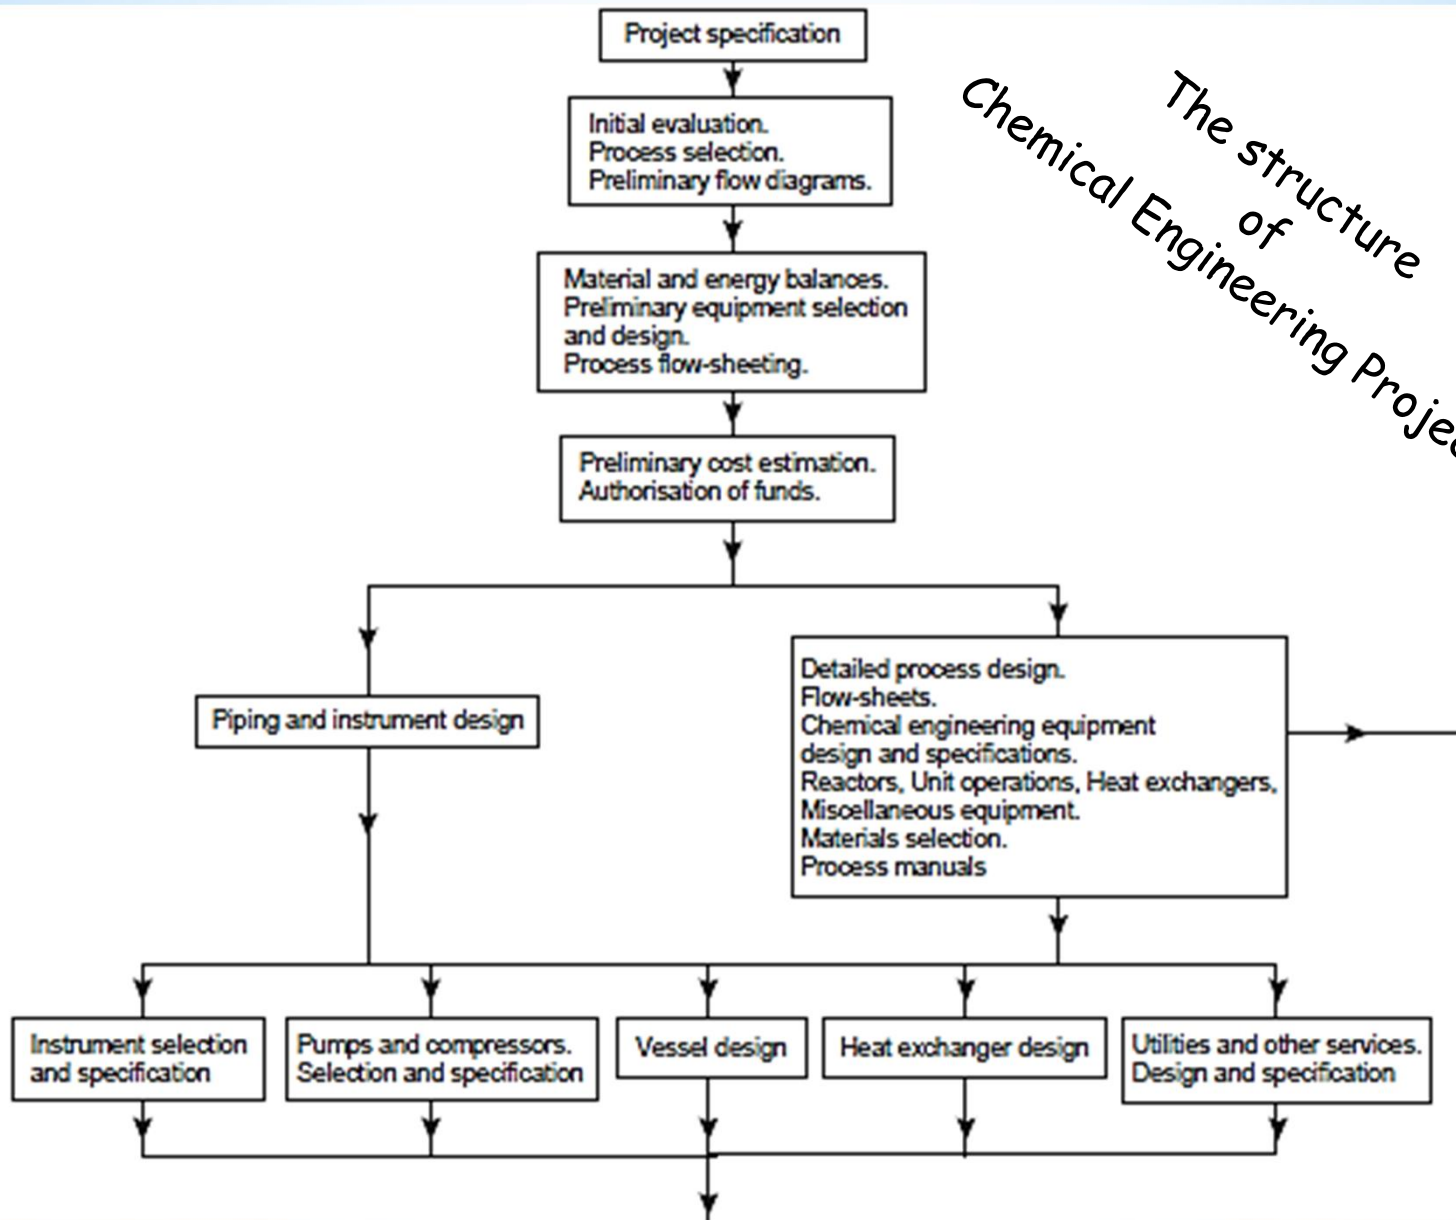 Project specification
The structure
of
Chemical Engineering
Initial evaluation.
Process selection.
Preliminary flow diagrams.
Material and energy balances.
Preliminary equipment selection
and design.
Process flow-sheeting.
Preliminary cost estimation.
Authorisation of funds.
Piping and instrument design
Detailed process design.
Flow-sheets.
Chemical engineering equipment
design and specifications.
Reactors, Unit operations, Heat exchangers,
Miscellaneous equipment.
Materials selection.
Process manuals
Instrument selection
and specification
Pumps and compressors.
Selection and specification
Vessel design
Heat exchanger design
Utilities and other services.
Design and specification